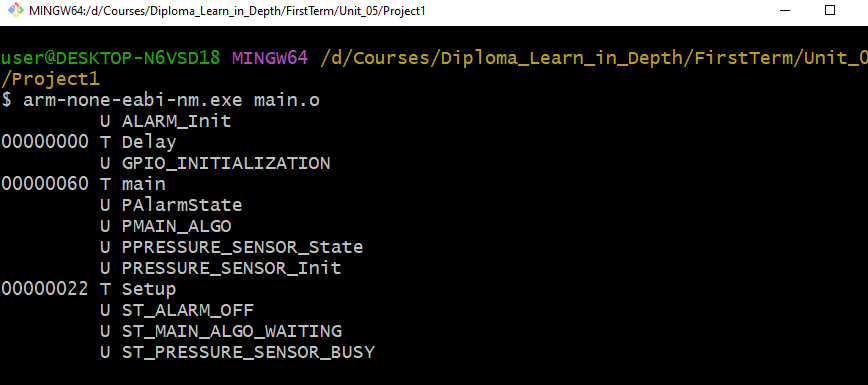 MINGW64:/d/Courses/Diploma_Learn_in_Depth/FirstTerm/Unit_05/Project1
user@DESKTOP-N6VSD18 MINGW64 /d/Courses/Diploma_Learn_in_Depth/FirstTerm/Unit_0
/Project1
$ arm-none-eabi-nm.exe main.o
         U ALARM_Init
00000000 T Delay
         U GPIO_INITIALIZATION
00000060 T main
         U PAlarmState
         U PMAIN_ALGO
         U PPRESSURE_SENSOR_State
         U PRESSURE_SENSOR_Init
00000022 T Setup
         U ST_ALARM_OFF
         U ST_MAIN_ALGO_WAITING
         U ST_PRESSURE_SENSOR_BUSY